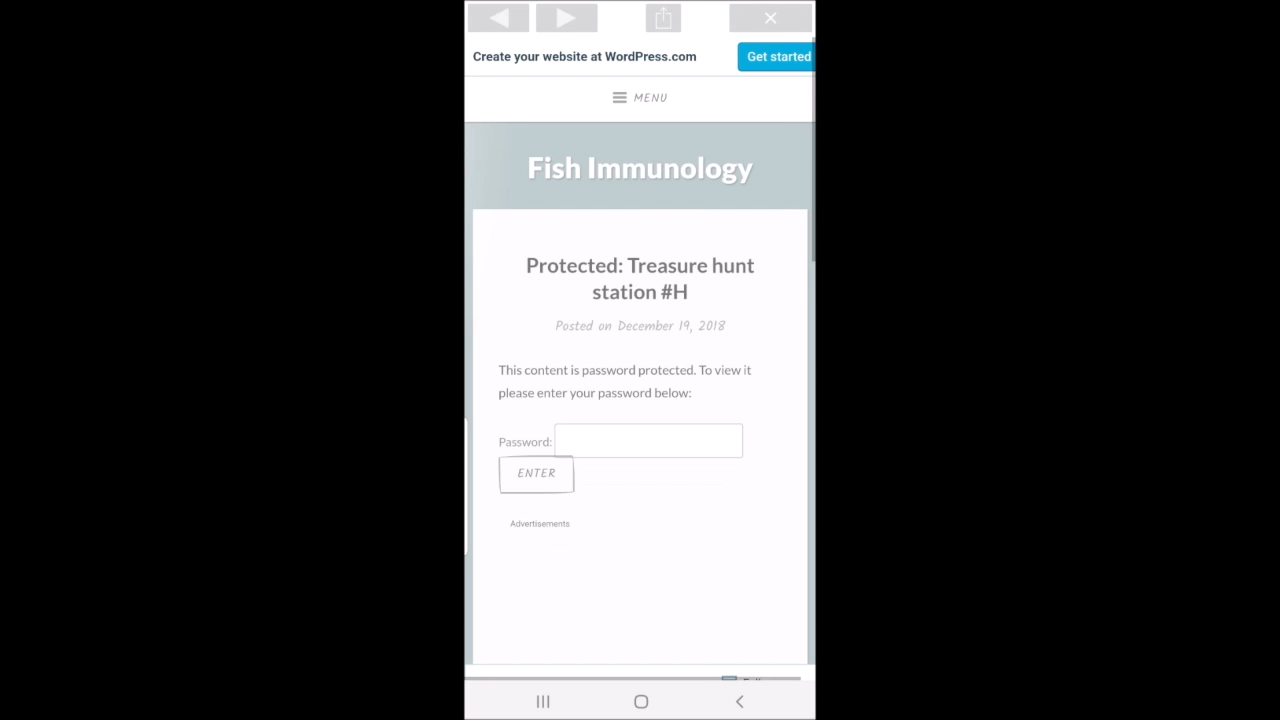 Create your website at WordPress.com
Get started
MENU
Fish Immunology
Protected: Treasure hunt
station #H
Posted on December 19, 2018
This content is password protected. To view it
please enter your password below:
Password:
ENTER
Advertisements